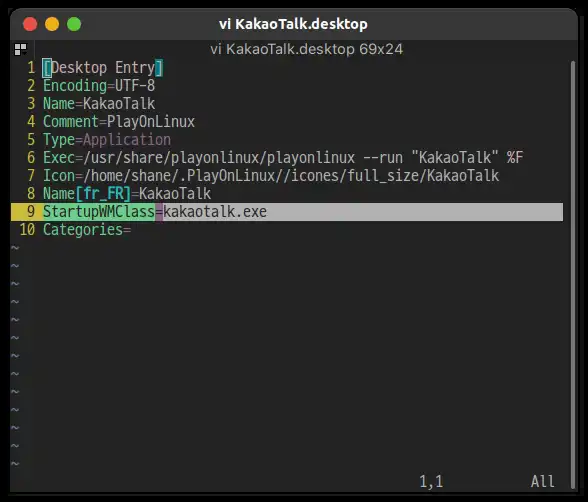 vi KakaoTalk.desktop
vi KakaoTalk.desktop 69x24
1 [Desktop Entry]
2 Encoding=UTF-8
3 Name=KakaoTalk
4 Comment=PlayOnLinux
5 Type=Application
6 Exec=/usr/share/playonlinux/playonlinux --run "KakaoTalk" %F
7 Icon=/home/shane/.PlayOnLinux//icones/full_size/KakaoTalk
8 Name[fr_FR]=KakaoTalk
9 StartupWMClass=kakaotalk.exe
10 Categories=
~
~
~
~
~
~
~
~
~
~
~
~
~
1,1 All